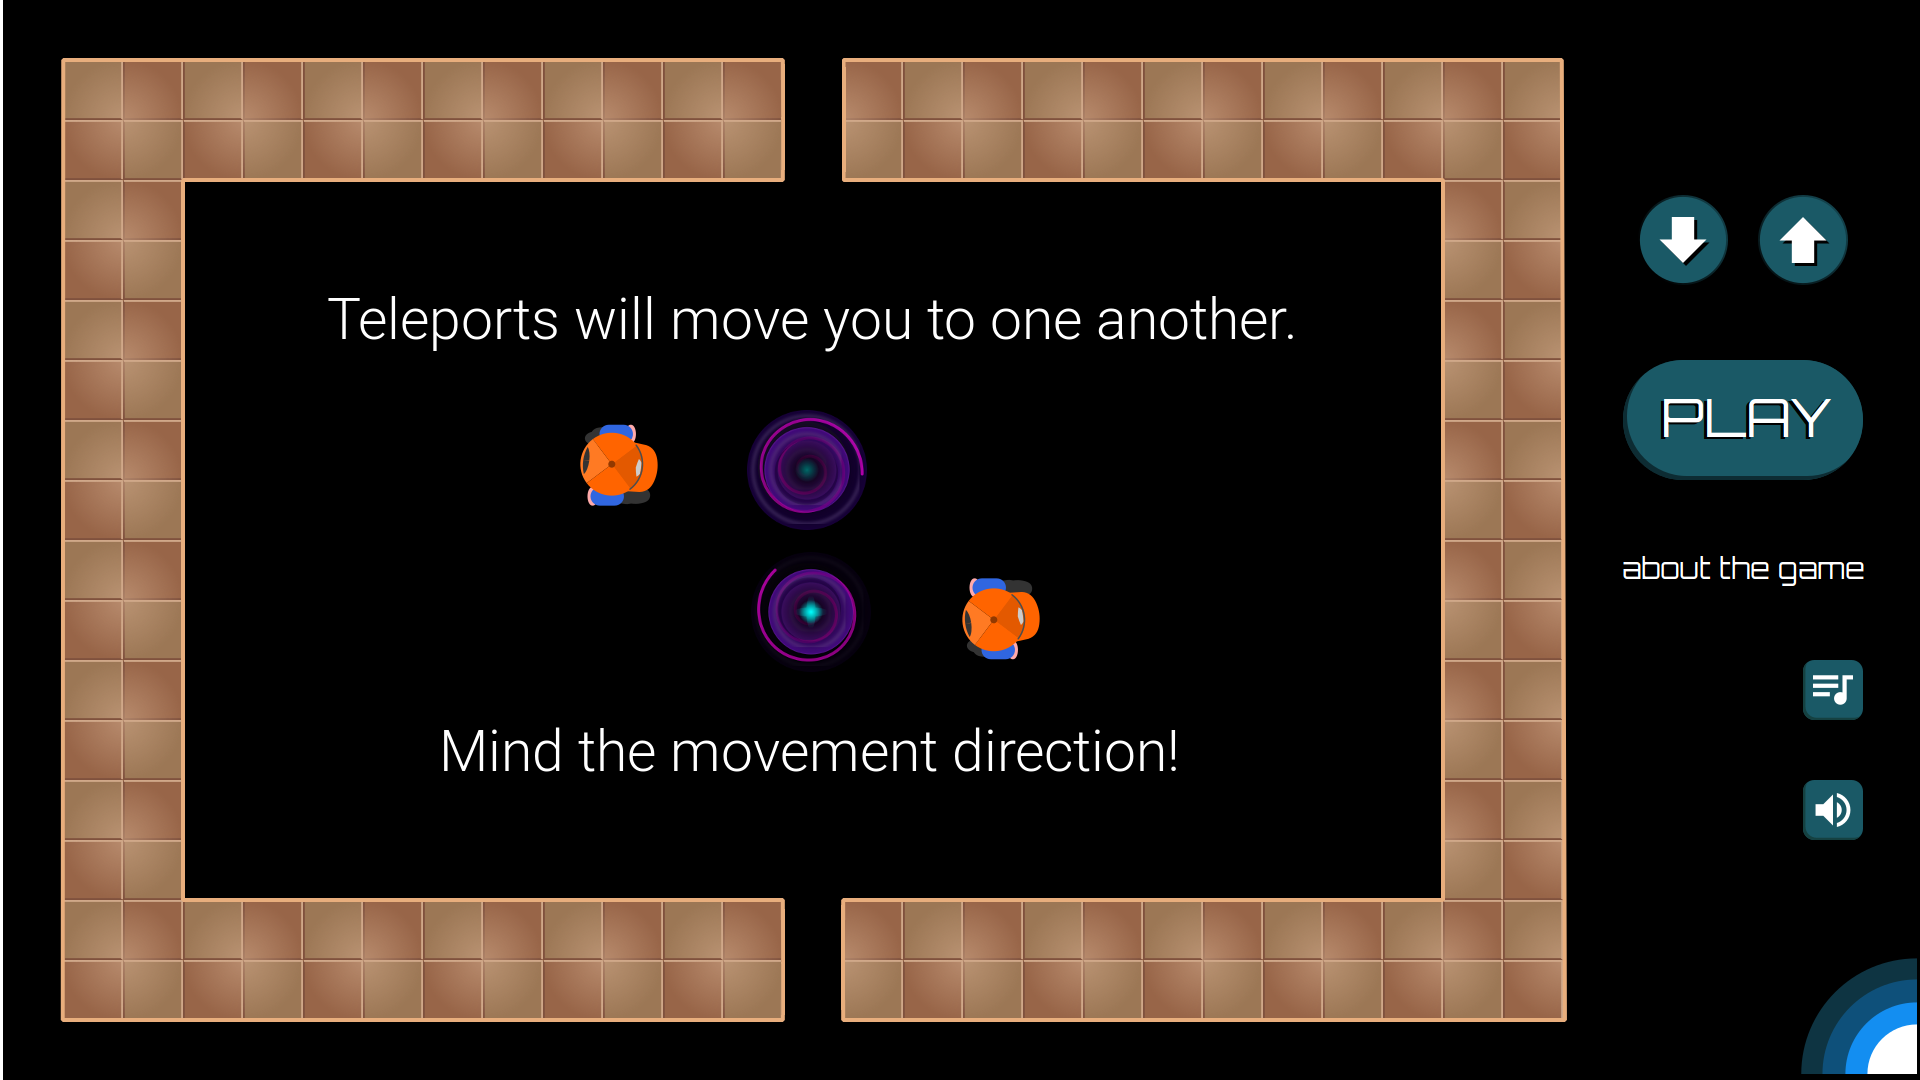 Teleports will move you to one another.
PLAY
about the game
Mind the movement direction!